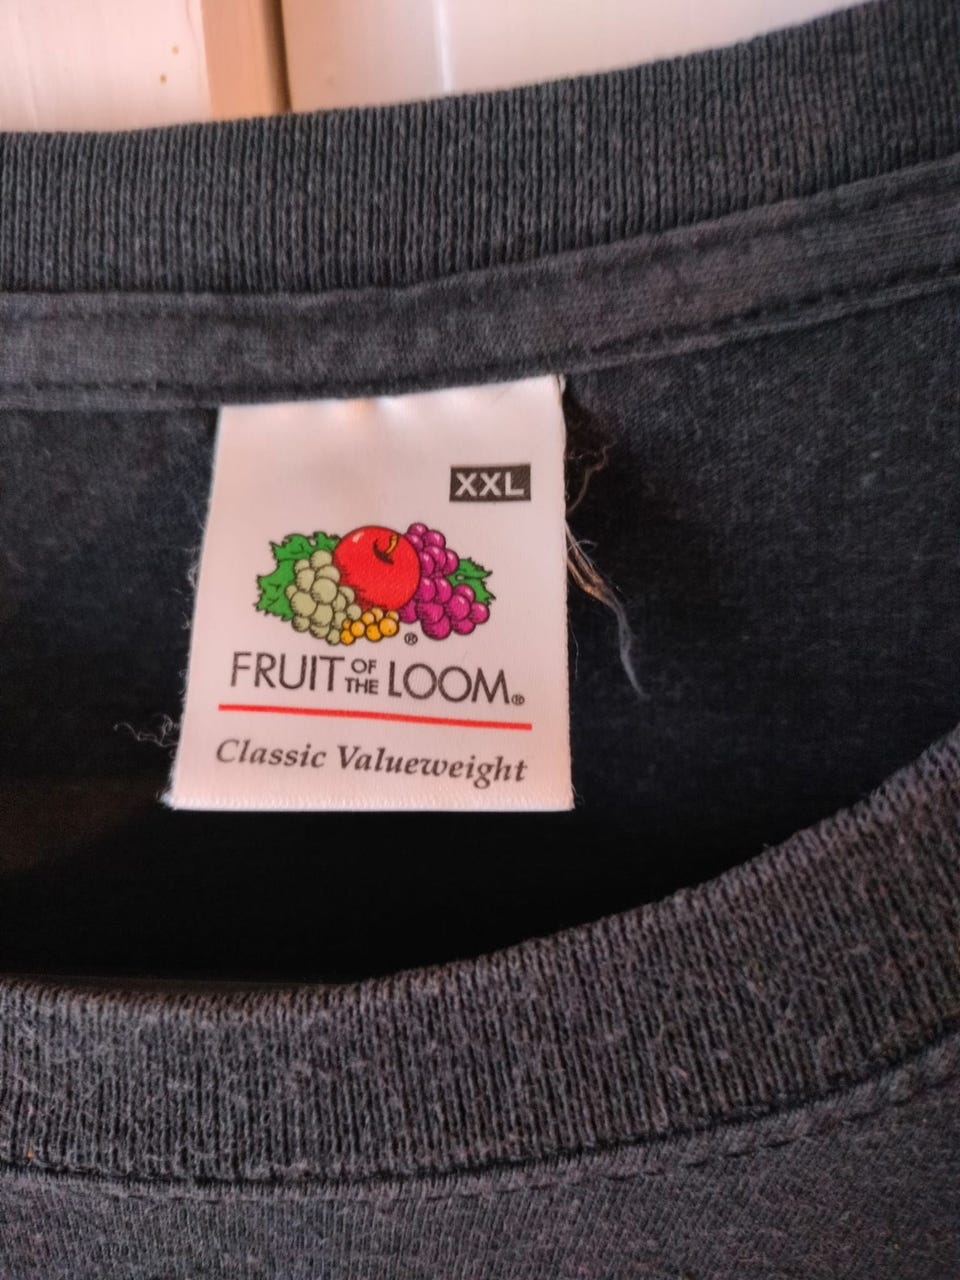 XXL
®
FRUIT OF THE LOOM®
Classic Valueweight